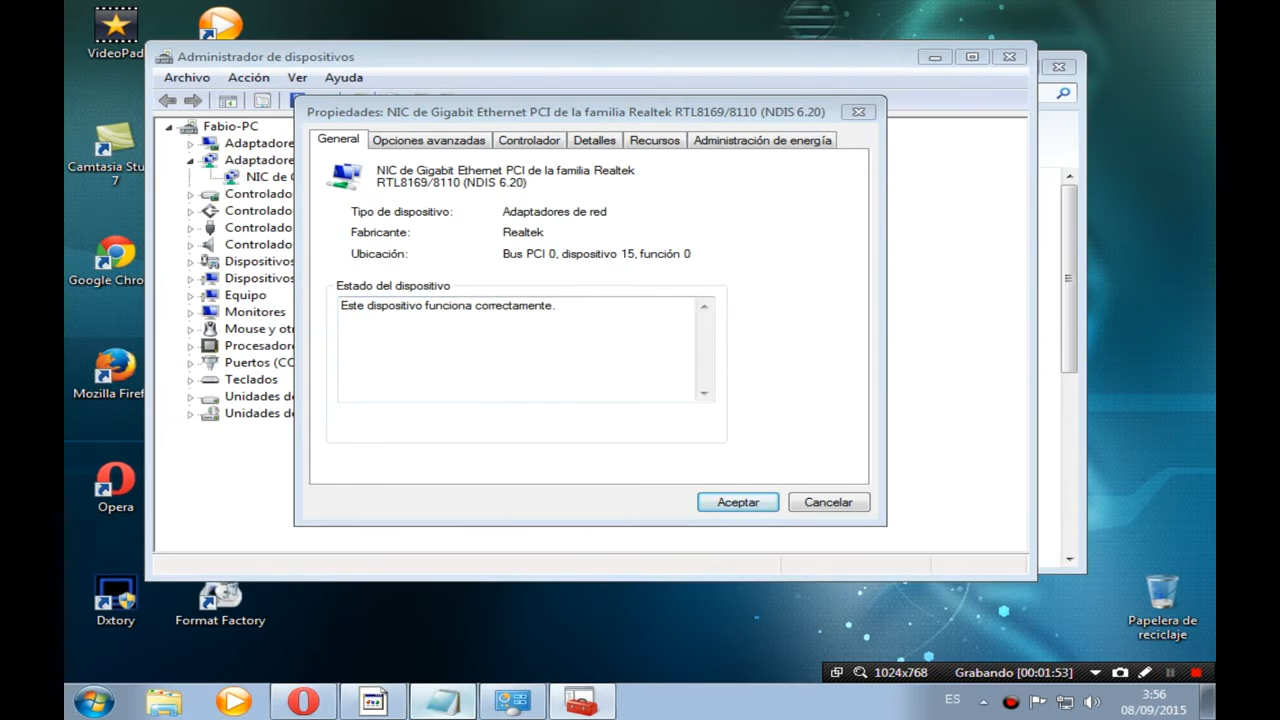 VideoPad
Camtasia Stu
7
Google Chro
Mozilla Firef
Opera
Dxtory
Format Factory
Papelera de
reciclaje
Administrador de dispositivos
Archivo Acción Ver Ayuda
Fabio-PC
Adaptadore
Adaptadore
NIC de G
Controlado
Controlado
Controlado
Controlado
Dispositivos
Dispositivos
Equipo
Monitores
Mouse y otr
Procesadore
Puertos (CO
Teclados
Unidades de
Unidades de
Propiedades: NIC de Gigabit Ethernet PCI de la familia Realtek RTL8169/8110 (NDIS 6.20)
General Opciones avanzadas Controlador Detalles Recursos Administración de energía
NIC de Gigabit Ethernet PCI de la familia Realtek
RTL8169/8110 (NDIS 6.20)
Tipo de dispositivo: Adaptadores de red
Fabricante: Realtek
Ubicación: Bus PCI 0, dispositivo 15, función 0
Estado del dispositivo
Este dispositivo funciona correctamente.
Aceptar Cancelar
1024x768 Grabando [00:01:53]
ES 3:56
08/09/2015